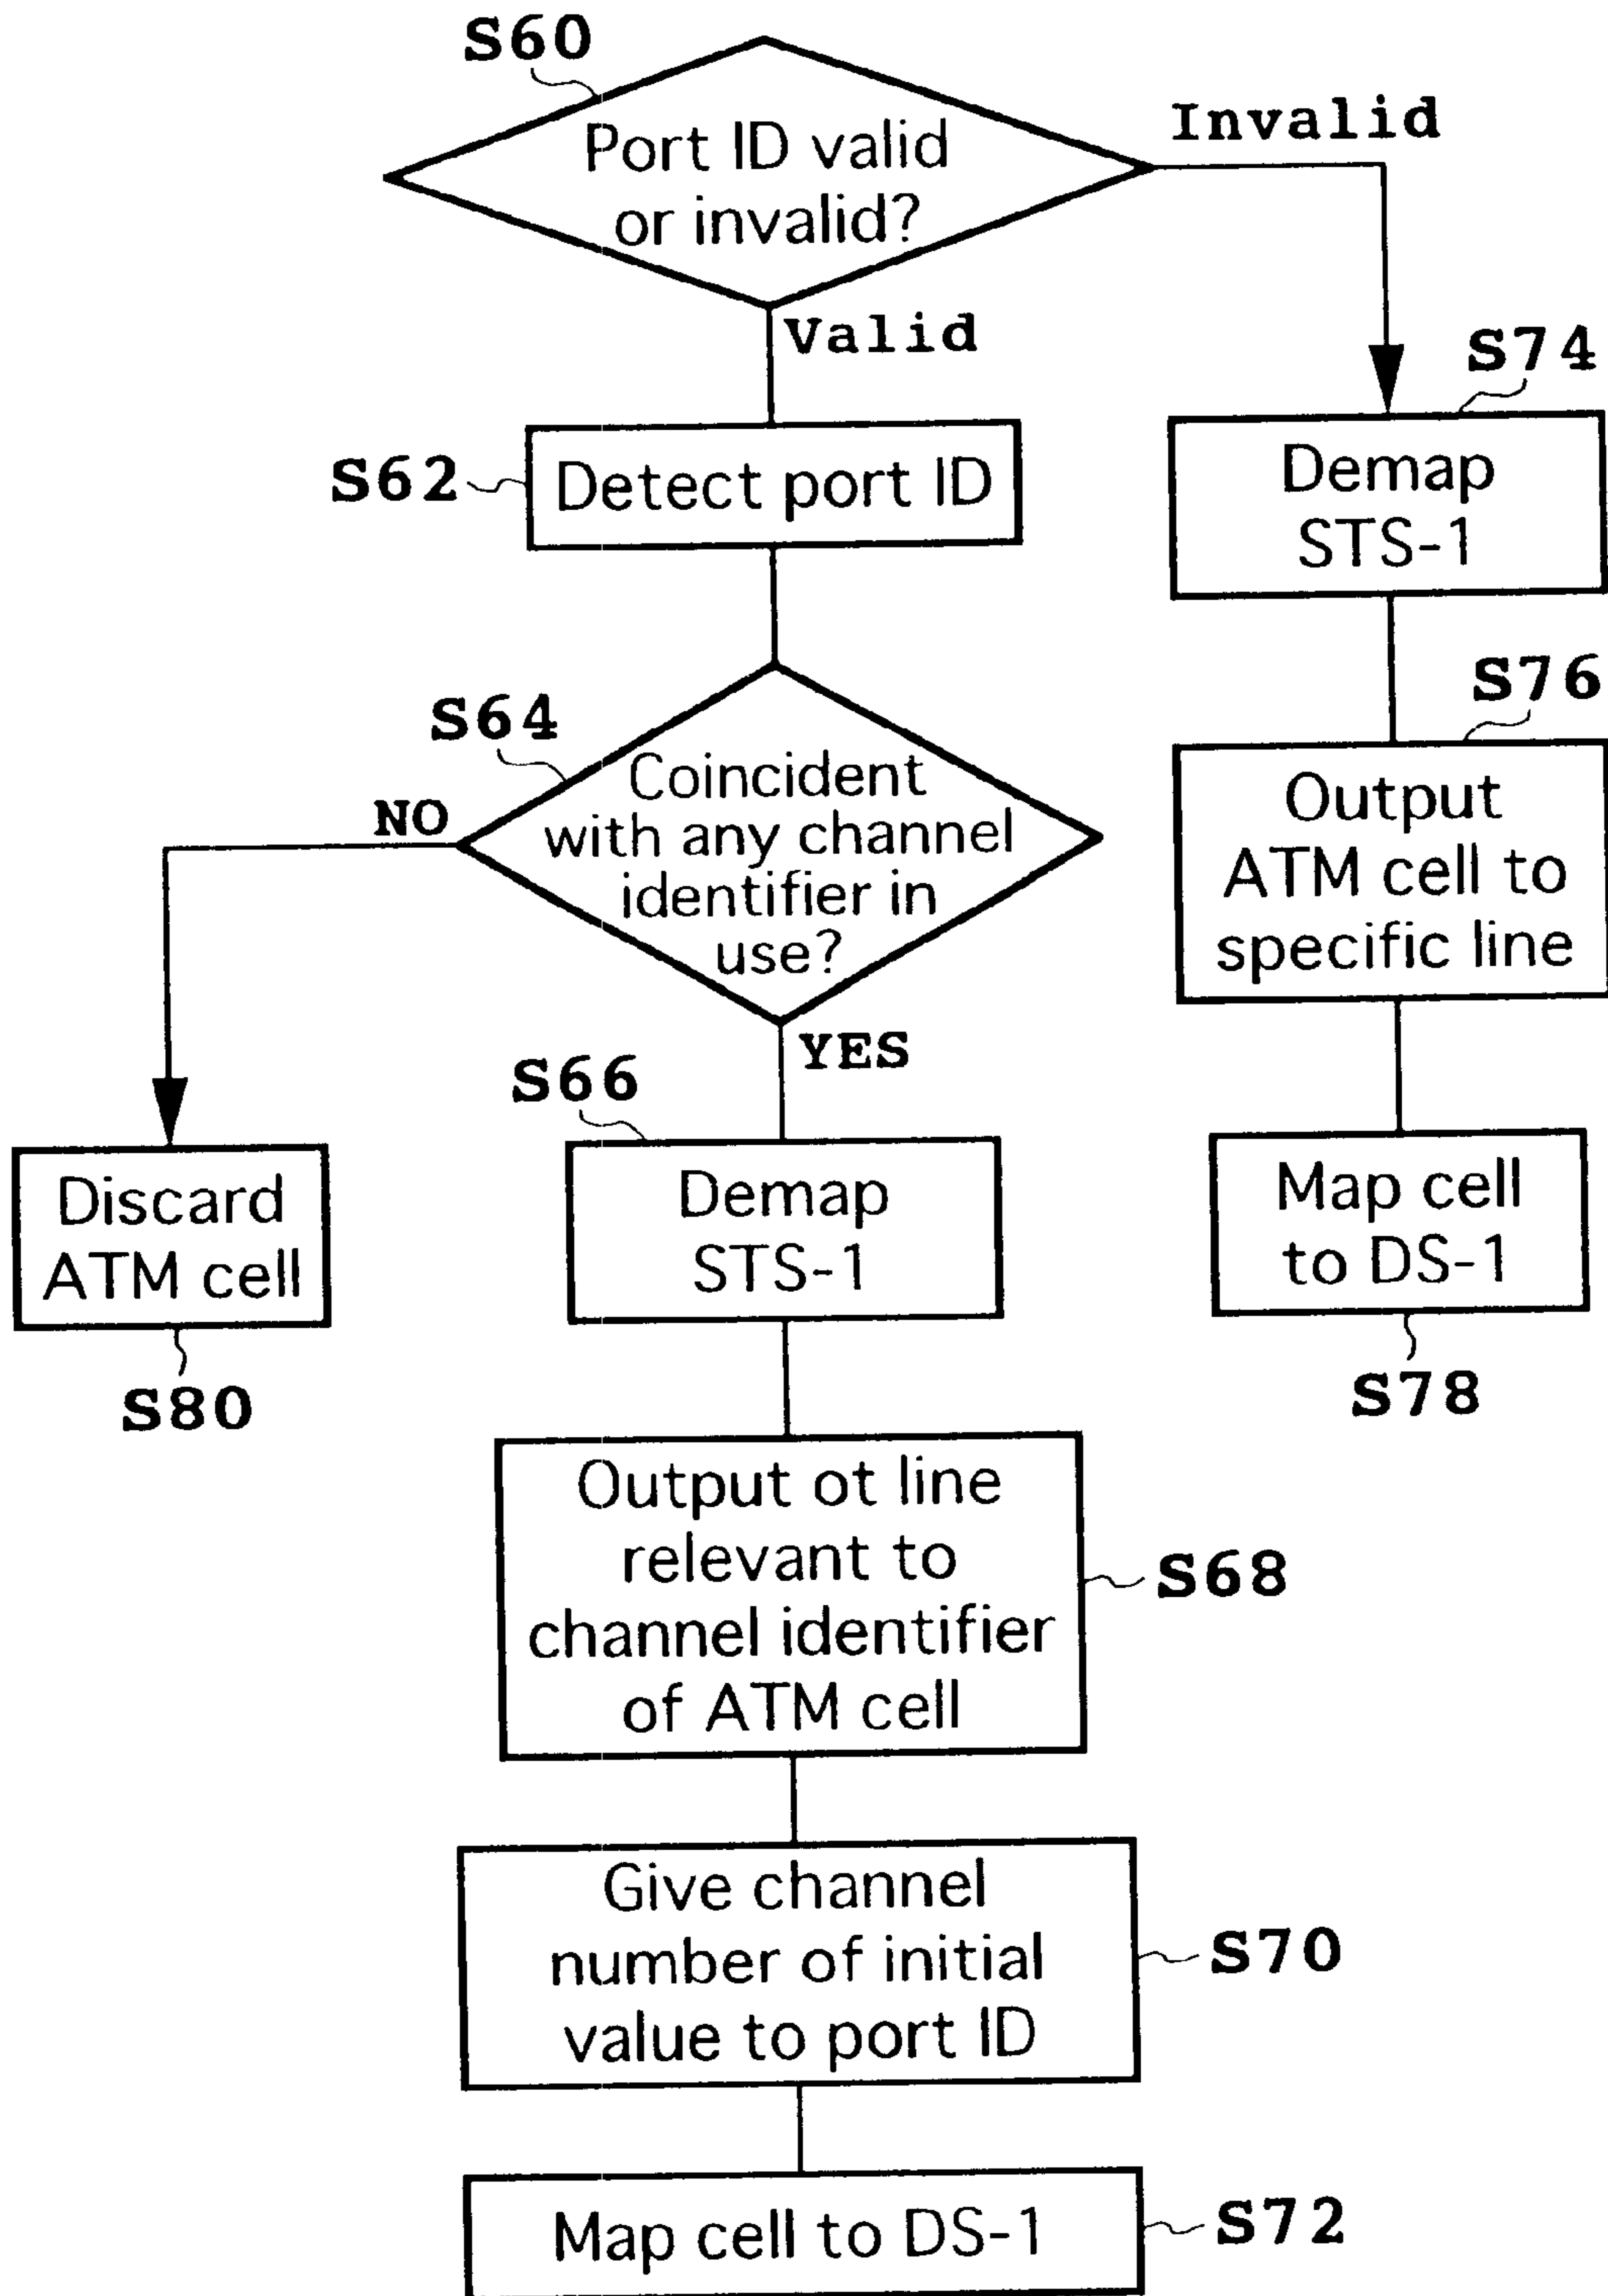 S60
Port ID valid
or invalid?
Invalid
Valid
S62
Detect port ID
S74
Demap
STS-1
S64
Coincident
with any channel
identifier in
use?
NO
YES
S76
Output
ATM cell to
specific line
S66
Demap
STS-1
Discard
ATM cell
S80
Map cell
to DS-1
S78
Output ot line
relevant to
channel identifier
of ATM cell
S68
Give channel
number of initial
value to port ID
S70
Map cell to DS-1
S72